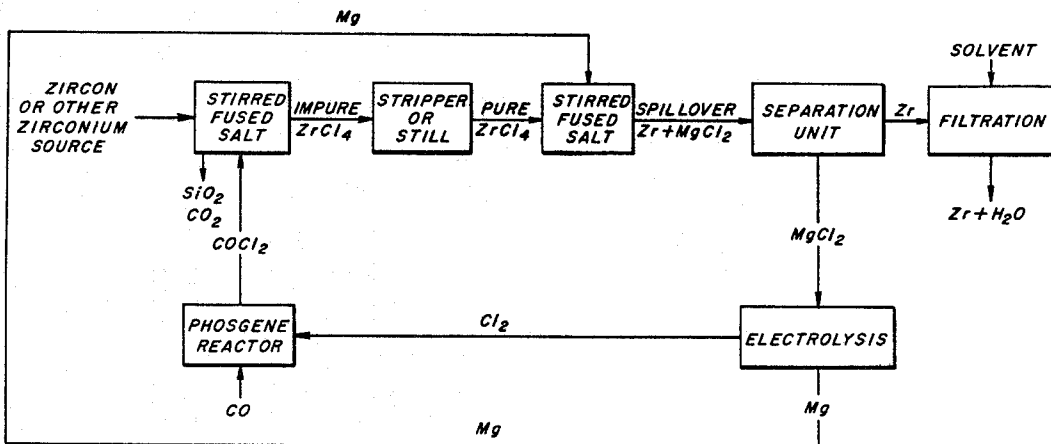 Mg
ZIRCON
OR OTHER
ZIRCONIUM
SOURCE
STIRRED
FUSED
SALT
IMPURE
ZrCl4
STRIPPER
OR
STILL
PURE
ZrCl4
STIRRED
FUSED
SALT
SPILLOVER
Zr+MgCl2
SEPARATION
UNIT
Zr
SOLVENT
FILTRATION
Zr+H2O
SiO2
CO2
COCl2
MgCl2
PHOSGENE
REACTOR
Cl2
ELECTROLYSIS
CO
Mg
Mg